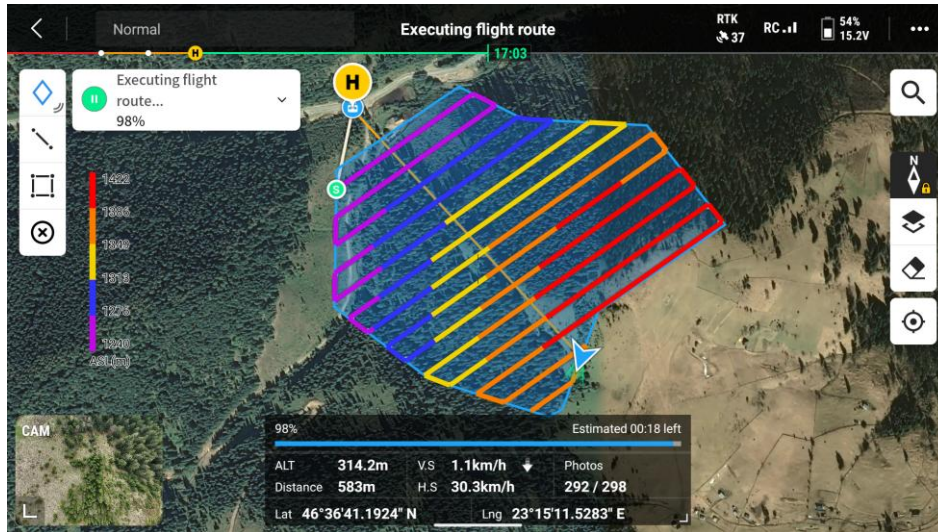 Normal
Executing flight route
RTK
37
RC
54%
15.2V
H
17:03
Executing flight
route...
98%
H
S
N
1422
1386
1349
1313
1276
1240
ASL(m)
CAM
98%
Estimated 00:18 left
ALT 314.2m V.S 1.1km/h Photos
Distance 583m H.S 30.3km/h 292 / 298
Lat 46°36'41.1924" N Lng 23°15'11.5283" E